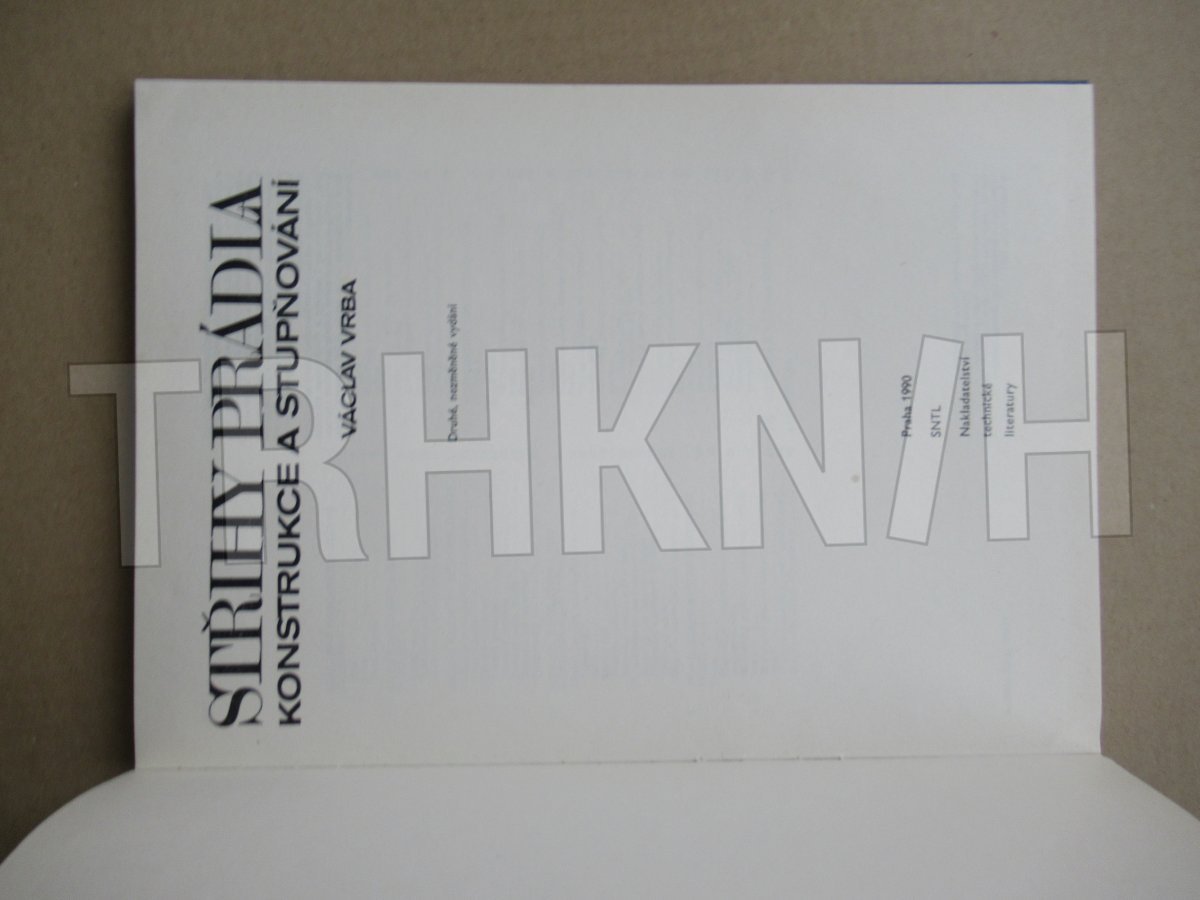 STŘIHY PRÁDLA
KONSTRUKCE A STUPŇOVÁNÍ
VÁCLAV VRBA
Druhé, nezměněné vydání
Praha 1990
SNTL
Nakladatelství
technické
literatury
TRHKNIH